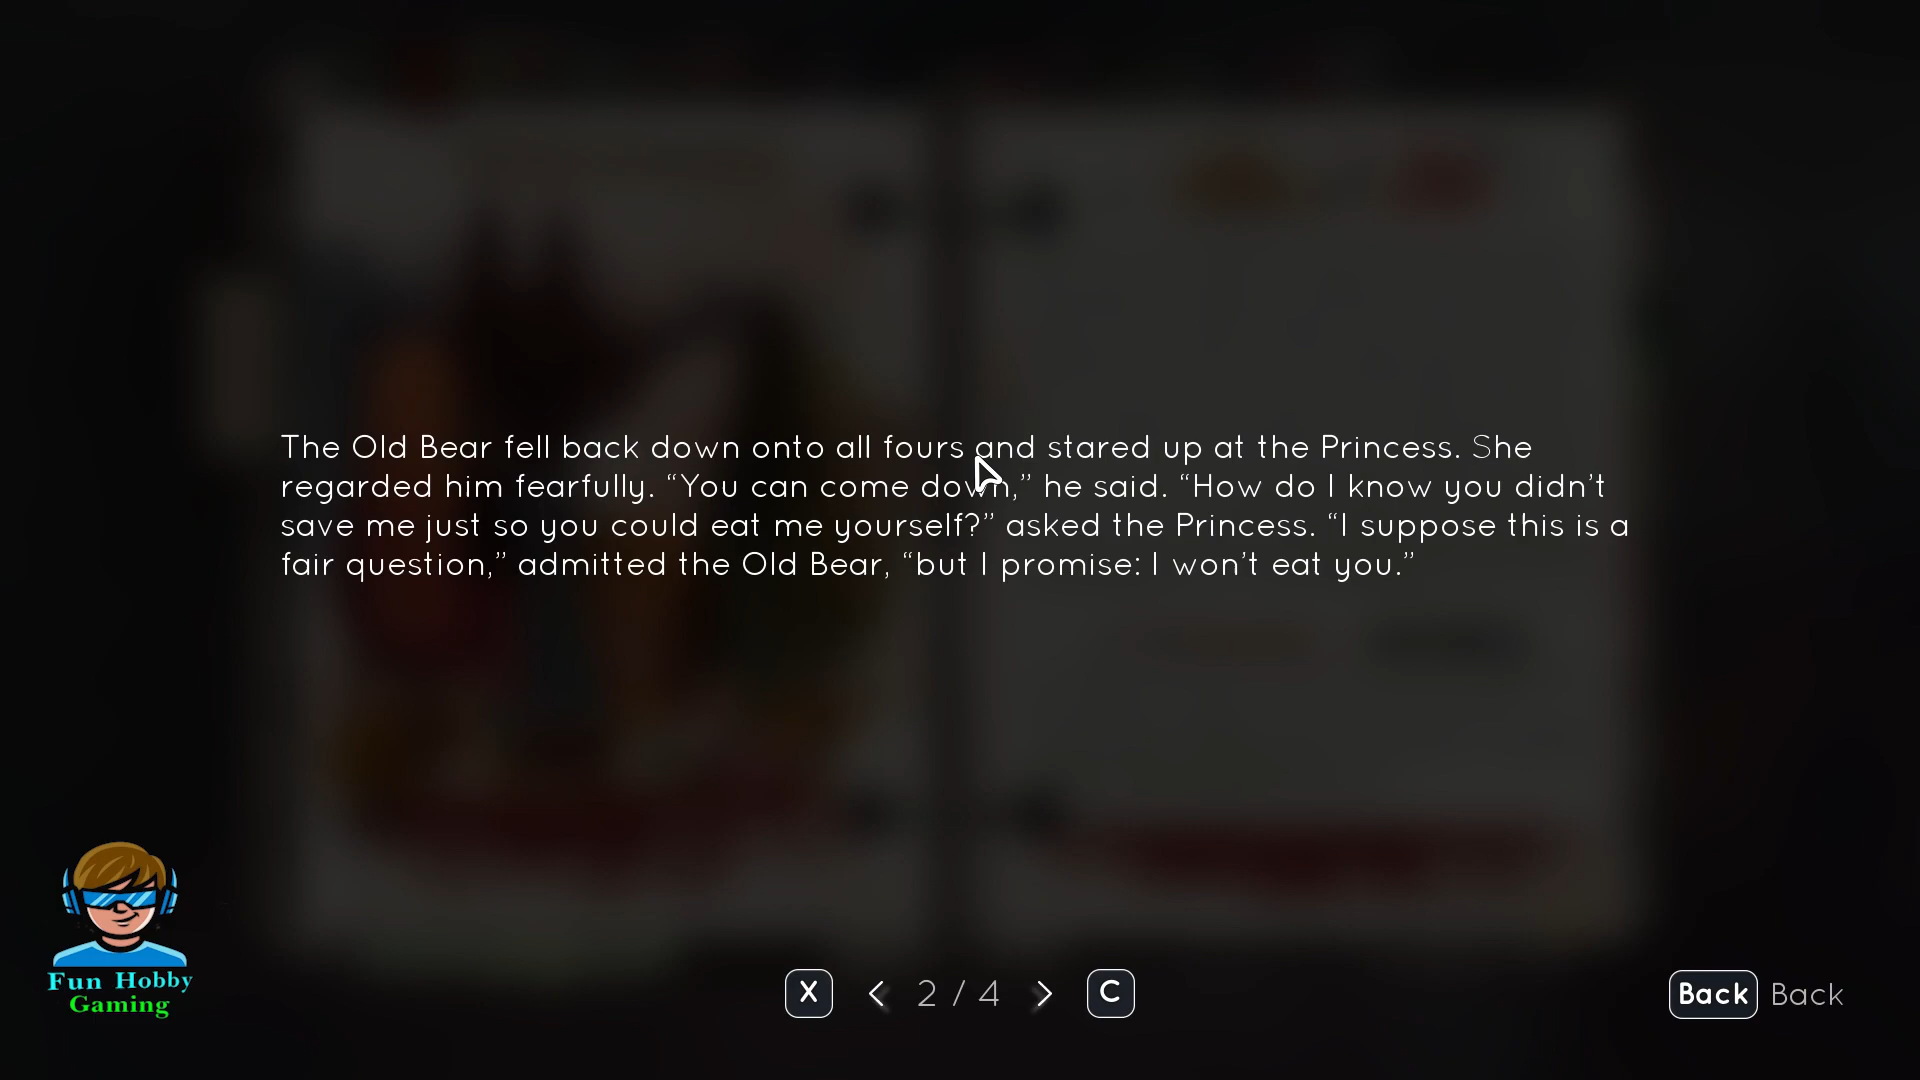 The Old Bear fell back down onto all fours and stared up at the Princess. She
regarded him fearfully. “You can come down,” he said. “How do I know you didn’t
save me just so you could eat me yourself?” asked the Princess. “I suppose this is a
fair question,” admitted the Old Bear, “but I promise: I won’t eat you.”
Fun Hobby
Gaming
X < 2 / 4 > C
Back Back